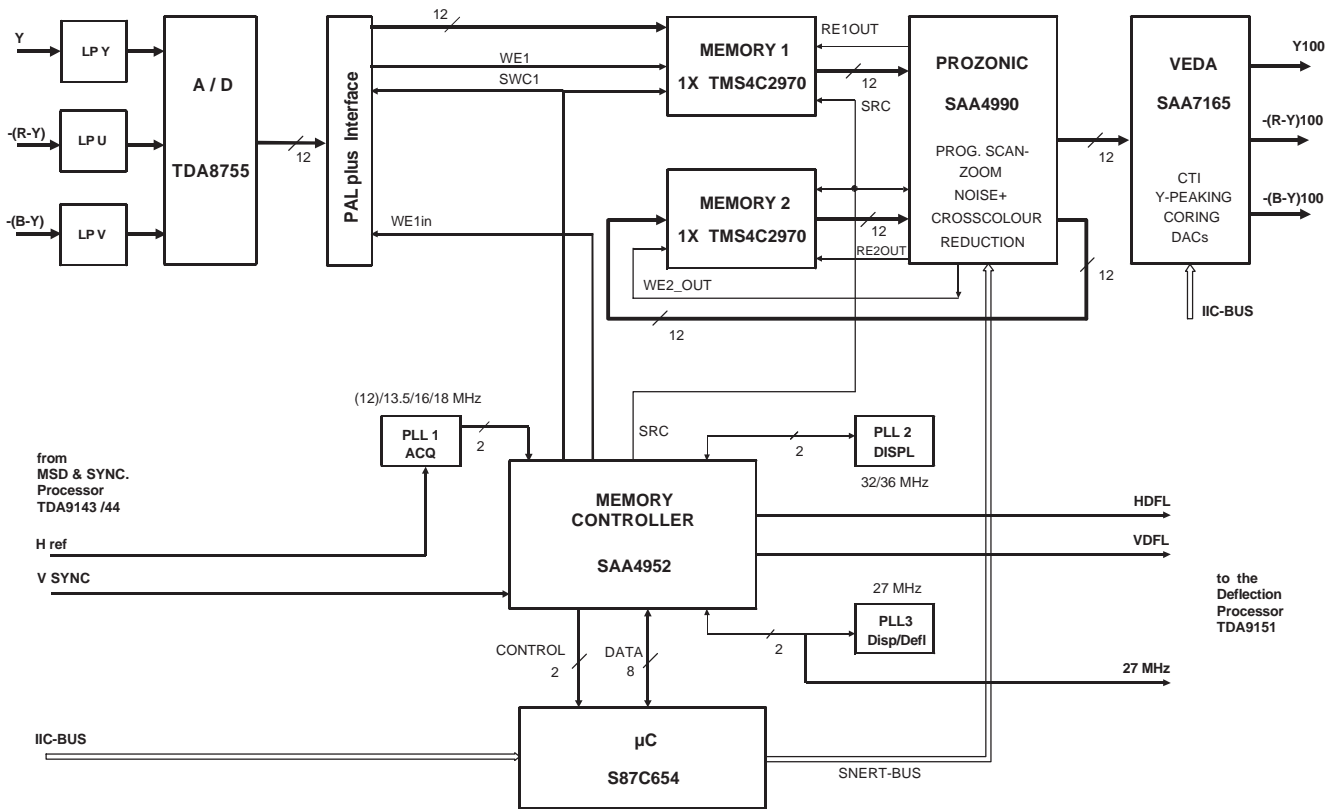 Y
LP Y
-(R-Y)
LP U
-(B-Y)
LP V
A / D
TDA8755
12
PAL plus Interface
12
WE1
SWC1
WE1in
MEMORY 1
1X TMS4C2970
RE1OUT
12
SRC
MEMORY 2
1X TMS4C2970
12
RE2OUT
WE2_OUT
12
PROZONIC
SAA4990
PROG. SCAN-
ZOOM
NOISE+
CROSSCOLOUR
REDUCTION
12
12
VEDA
SAA7165
CTI
Y-PEAKING
CORING
DACs
Y100
-(R-Y)100
-(B-Y)100
IIC-BUS
(12)/13.5/16/18 MHz
PLL 1
ACQ
2
SRC
2
PLL 2
DISPL
32/36 MHz
from
MSD & SYNC.
Processor
TDA9143 /44
H ref
V SYNC
MEMORY
CONTROLLER
SAA4952
HDFL
VDFL
to the
Deflection
Processor
TDA9151
27 MHz
PLL3
Disp/Defl
2
27 MHz
CONTROL
2
DATA
8
IIC-BUS
µC
S87C654
SNERT-BUS